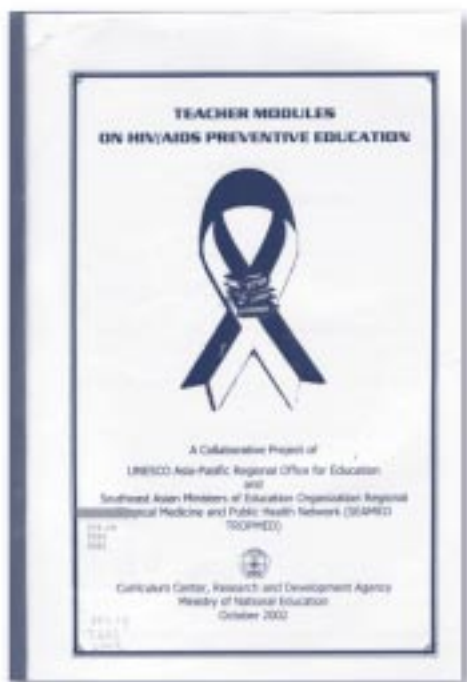 TEACHER MODULES
ON HIV/AIDS PREVENTIVE EDUCATION
A Collaborative Project of
UNESCO Asia-Pacific Regional Office for Education
and
Southeast Asian Ministers of Education Organization Regional
Tropical Medicine and Public Health Network (SEAMEO
TROPMED)
Curriculum Center, Research and Development Agency
Ministry of National Education
October 2002